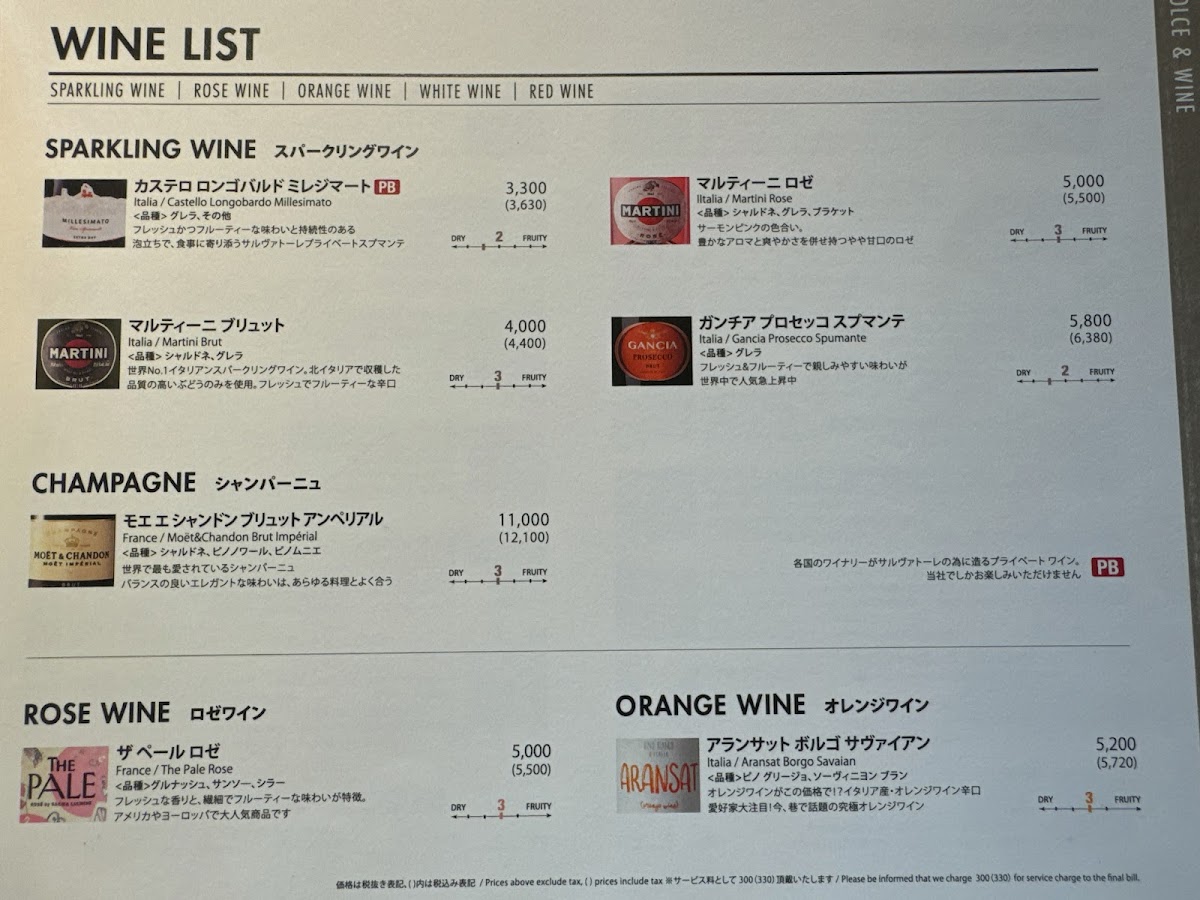 WINE LIST
SPARKLING WINE | ROSE WINE | ORANGE WINE | WHITE WINE | RED WINE
SPARKLING WINE スパークリングワイン
MILLESIMATO
カステロ ロンゴバルド ミレジマート PB
Italia / Castello Longobardo Millesimato
<品種> グレラ、その他
フレッシュかつフルーティーな味わいと持続性のある
泡立ちで、食事に寄り添うサルヴァトーレプライベートスプマンテ
3,300
(3,630)
DRY 2 FRUITY
MARTINI
マルティーニ ロゼ
IItalia / Martini Rose
<品種> シャルドネ、グレラ、ブラケット
サーモンピンクの色合い。
豊かなアロマと爽やかさを併せ持つやや甘口のロゼ
5,000
(5,500)
DRY 3 FRUITY
MARTINI
BRUT
マルティーニ ブリュット
Italia / Martini Brut
<品種> シャルドネ、グレラ
世界No.1イタリアンスパークリングワイン。北イタリアで収穫した
品質の高いぶどうのみを使用。フレッシュでフルーティーな辛口
4,000
(4,400)
DRY 3 FRUITY
GANCIA
PROSECCO
ガンチア プロセッコ スプマンテ
Italia / Gancia Prosecco Spumante
<品種> グレラ
フレッシュ&フルーティーで親しみやすい味わいが
世界中で人気急上昇中
5,800
(6,380)
DRY 2 FRUITY
CHAMPAGNE シャンパーニュ
MOËT & CHANDON
MOËT IMPÉRIAL
モエ エ シャンドン ブリュット アンペリアル
France / Moët&Chandon Brut Impérial
<品種> シャルドネ、ピノノワール、ピノムニエ
世界で最も愛されているシャンパーニュ
バランスの良いエレガントな味わいは、あらゆる料理とよく合う
11,000
(12,100)
DRY 3 FRUITY
各国のワイナリーがサルヴァトーレの為に造るプライベート ワイン。
当社でしかお楽しみいただけません PB
ROSE WINE ロゼワイン
THE
PALE
ザ ペール ロゼ
France / The Pale Rose
<品種>グルナッシュ、サンソー、シラー
フレッシュな香りと、繊細でフルーティーな味わいが特徴。
アメリカやヨーロッパで大人気商品です
5,000
(5,500)
DRY 3 FRUITY
ORANGE WINE オレンジワイン
ARANSAT
(orange wine)
アランサット ボルゴ サヴァイアン
Italia / Aransat Borgo Savaian
<品種>ピノ グリージョ、ソーヴィニヨン ブラン
オレンジワインがこの価格で!?イタリア産・オレンジワイン辛口
愛好家大注目!今、巷で話題の究極オレンジワイン
5,200
(5,720)
DRY 3 FRUITY
価格は税抜き表記、( )内は税込み表記 / Prices above exclude tax, ( ) prices include tax ※サービス料として 300 (330) 頂戴いたします / Please be informed that we charge 300 (330) for service charge to the final bill.
OLCE & WINE